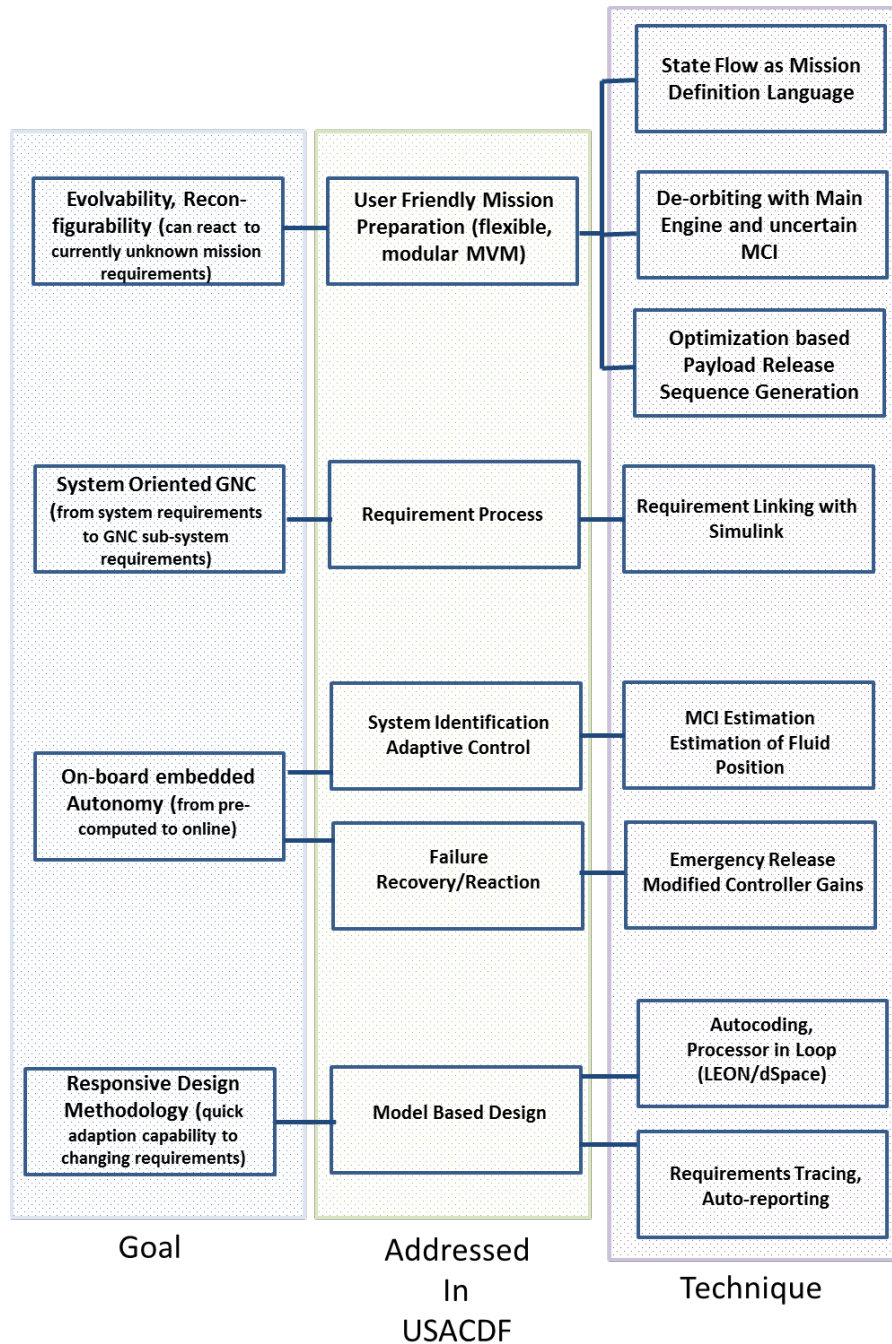 State Flow as Mission
Definition Language
Evolvability, Recon-
figurability (can react to
currently unknown mission
requirements)
User Friendly Mission
Preparation (flexible,
modular MVM)
De-orbiting with Main
Engine and uncertain
MCI
Optimization based
Payload Release
Sequence Generation
System Oriented GNC
(from system requirements
to GNC sub-system
requirements)
Requirement Process
Requirement Linking with
Simulink
On-board embedded
Autonomy (from pre-
computed to online)
System Identification
Adaptive Control
MCI Estimation
Estimation of Fluid
Position
Failure
Recovery/Reaction
Emergency Release
Modified Controller Gains
Responsive Design
Methodology (quick
adaption capability to
changing requirements)
Model Based Design
Autocoding,
Processor in Loop
(LEON/dSpace)
Requirements Tracing,
Auto-reporting
Goal
Addressed
In
USACDF
Technique